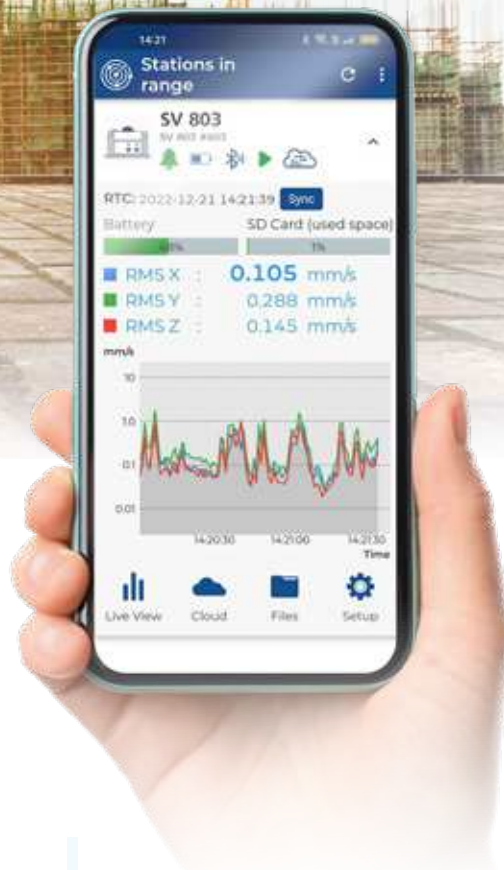 14:21
Stations in
range
SV 803
RTC: 2022-12-21 14:21:39 Sync
Battery SD Card (used space)
1%
RMS X : 0.105 mm/s
RMS Y : 0.288 mm/s
RMS Z : 0.145 mm/s
mm/s
10
1.0
0.1
0.01
14:20:30 14:21:00 14:21:30
Time
Live View Cloud Files Setup